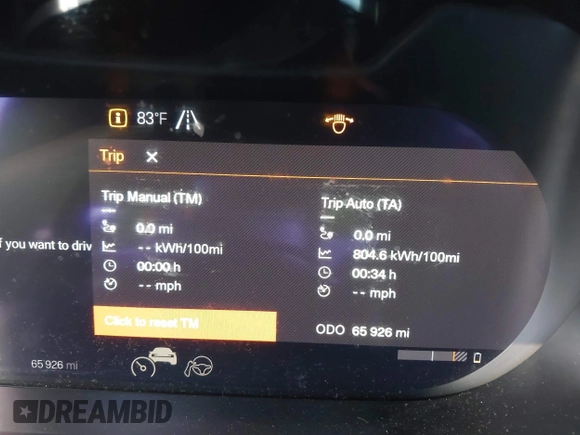 83°F
Trip
Trip Manual (TM)
0.0 mi
-- kWh/100mi
00:00 h
-- mph
Click to reset TM
Trip Auto (TA)
0.0 mi
804.6 kWh/100mi
00:34 h
-- mph
ODO 65 926 mi
f you want to driv
65 926 mi
DREAMBID